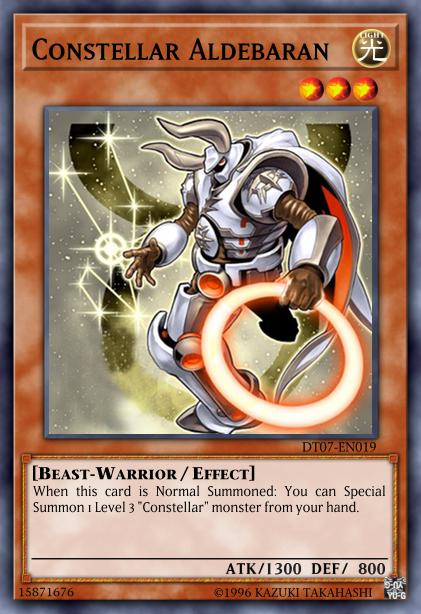 Constellar Aldebaran
LIGHT
光
DT07-EN019
[Beast-Warrior / Effect]
When this card is Normal Summoned: You can Special
Summon 1 Level 3 "Constellar" monster from your hand.
ATK/1300 DEF/ 800
15871676
©1996 KAZUKI TAKAHASHI